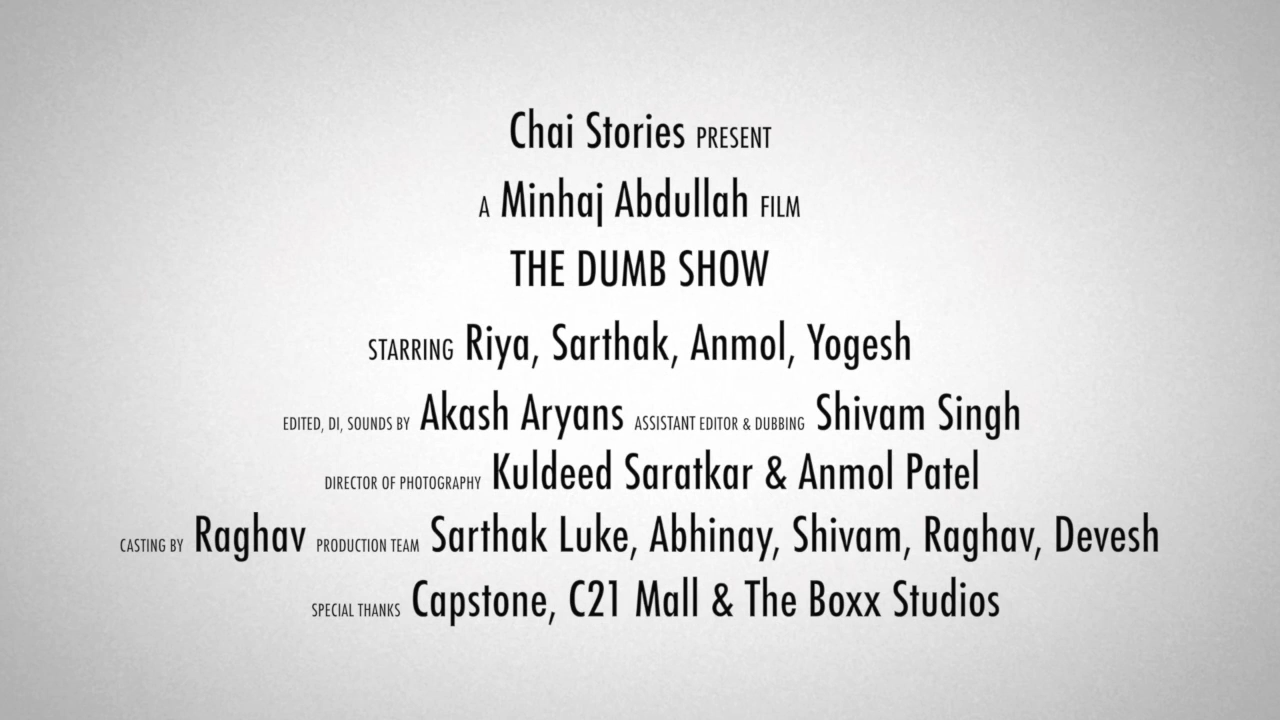 Chai Stories PRESENT
A Minhaj Abdullah FILM
THE DUMB SHOW
STARRING Riya, Sarthak, Anmol, Yogesh
EDITED, DI, SOUNDS BY Akash Aryans ASSISTANT EDITOR & DUBBING Shivam Singh
DIRECTOR OF PHOTOGRAPHY Kuldeed Saratkar & Anmol Patel
CASTING BY Raghav PRODUCTION TEAM Sarthak Luke, Abhinay, Shivam, Raghav, Devesh
SPECIAL THANKS Capstone, C21 Mall & The Boxx Studios